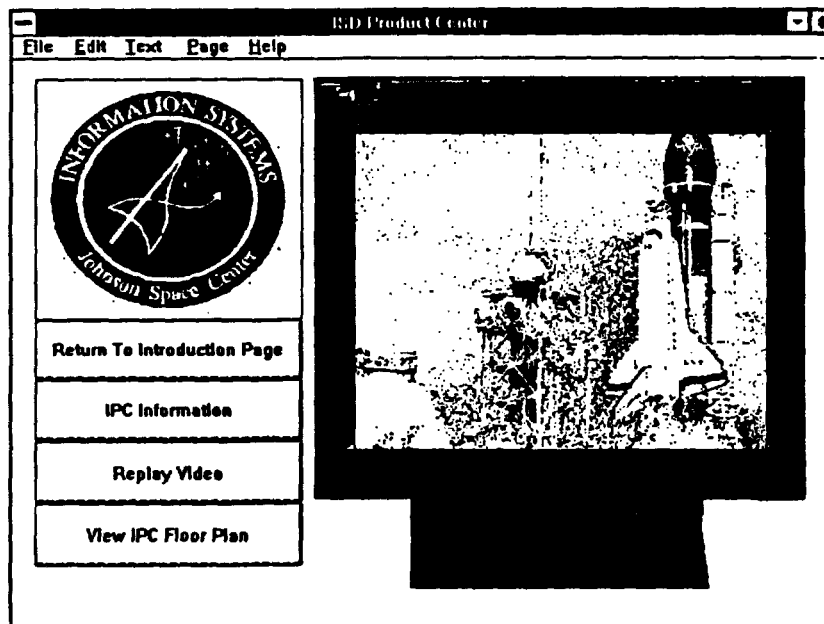 ISD Product Center
File Edit Text Page Help
INFORMATION SYSTEMS
Johnson Space Center
Return To Introduction Page
IPC Information
Replay Video
View IPC Floor Plan